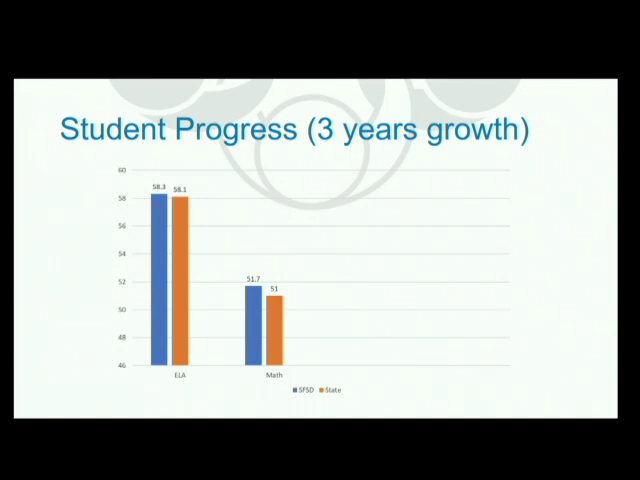 Student Progress (3 years growth)
60
58
56
54
52
50
48
46
58.3
58.1
51.7
51
ELA
Math
SFSD
State